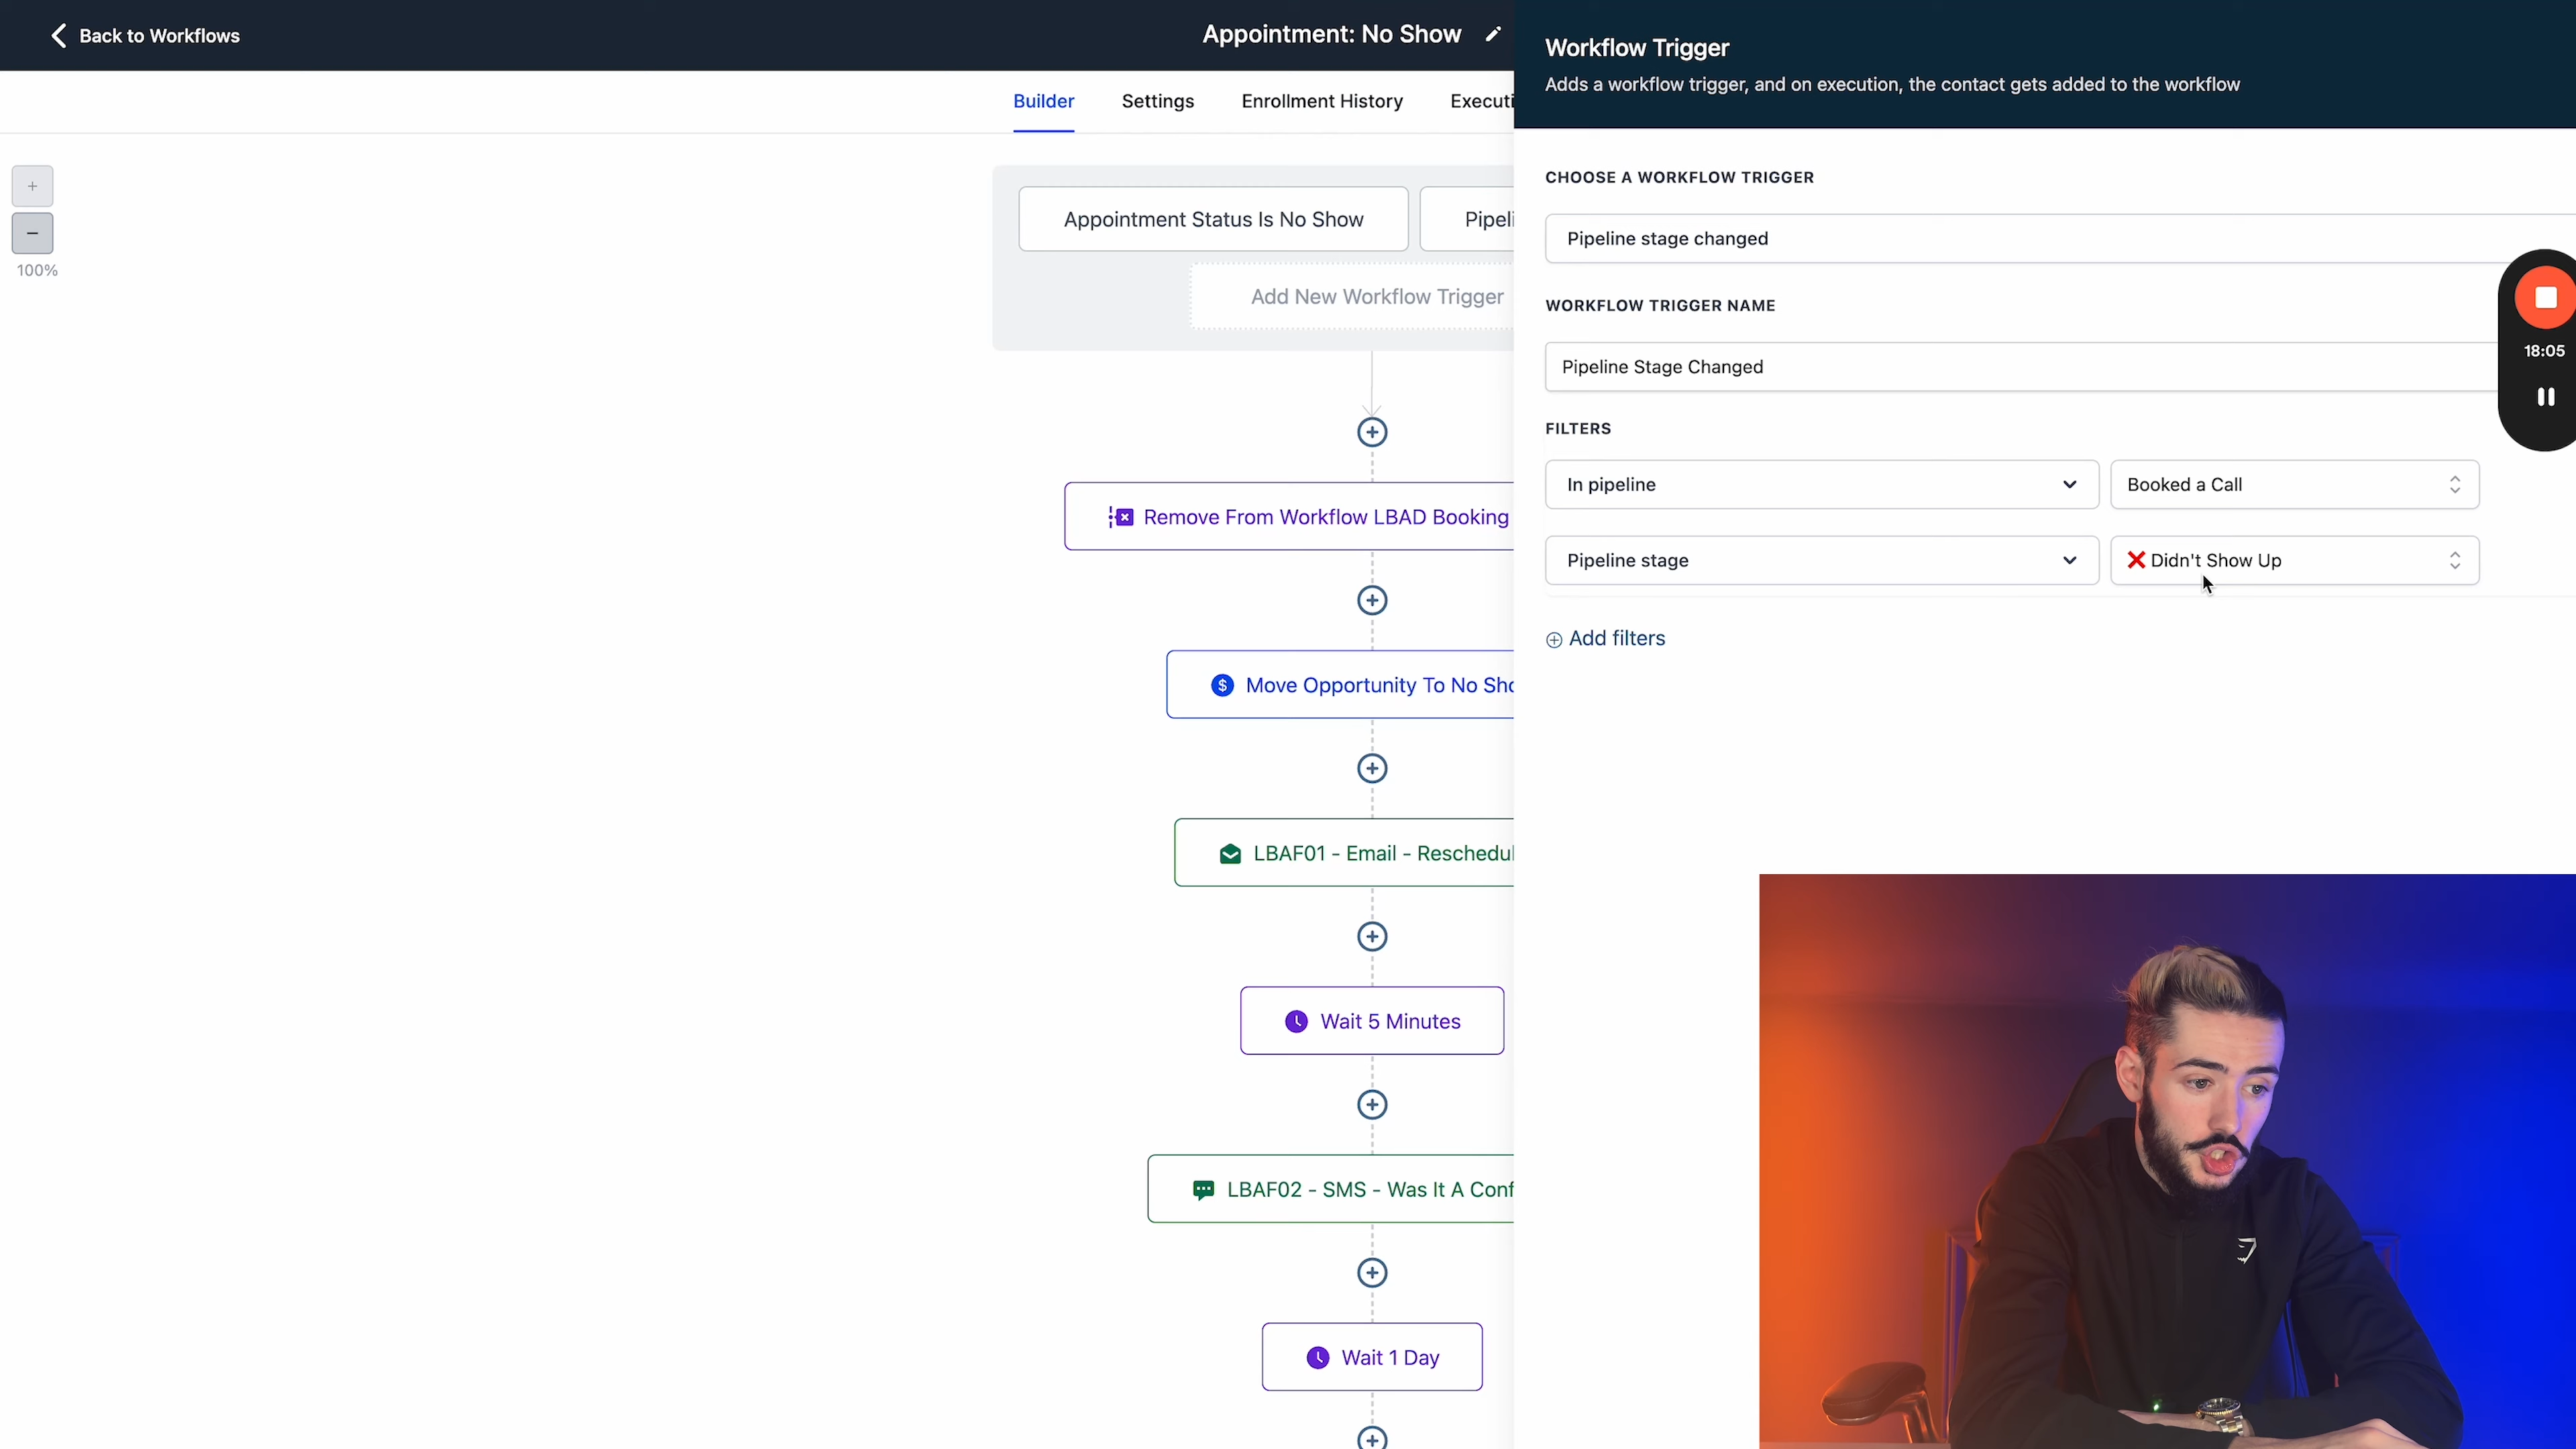 Back to Workflows
Appointment: No Show
Builder
Settings
Enrollment History
Executi
+
−
100%
Appointment Status Is No Show
Pipeli
Add New Workflow Trigger
Remove From Workflow LBAD Booking
$ Move Opportunity To No Sho
LBAF01 - Email - Reschedul
Wait 5 Minutes
LBAF02 - SMS - Was It A Conf
Wait 1 Day
Workflow Trigger
Adds a workflow trigger, and on execution, the contact gets added to the workflow
CHOOSE A WORKFLOW TRIGGER
Pipeline stage changed
WORKFLOW TRIGGER NAME
Pipeline Stage Changed
FILTERS
In pipeline
Booked a Call
Pipeline stage
❌ Didn't Show Up
Add filters
18:05